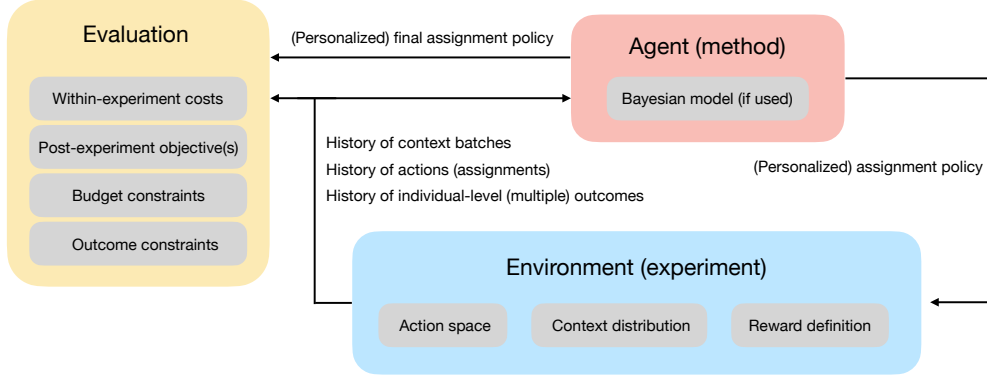 Evaluation
Within-experiment costs
Post-experiment objective(s)
Budget constraints
Outcome constraints
(Personalized) final assignment policy
Agent (method)
Bayesian model (if used)
History of context batches
History of actions (assignments)
History of individual-level (multiple) outcomes
(Personalized) assignment policy
Environment (experiment)
Action space
Context distribution
Reward definition